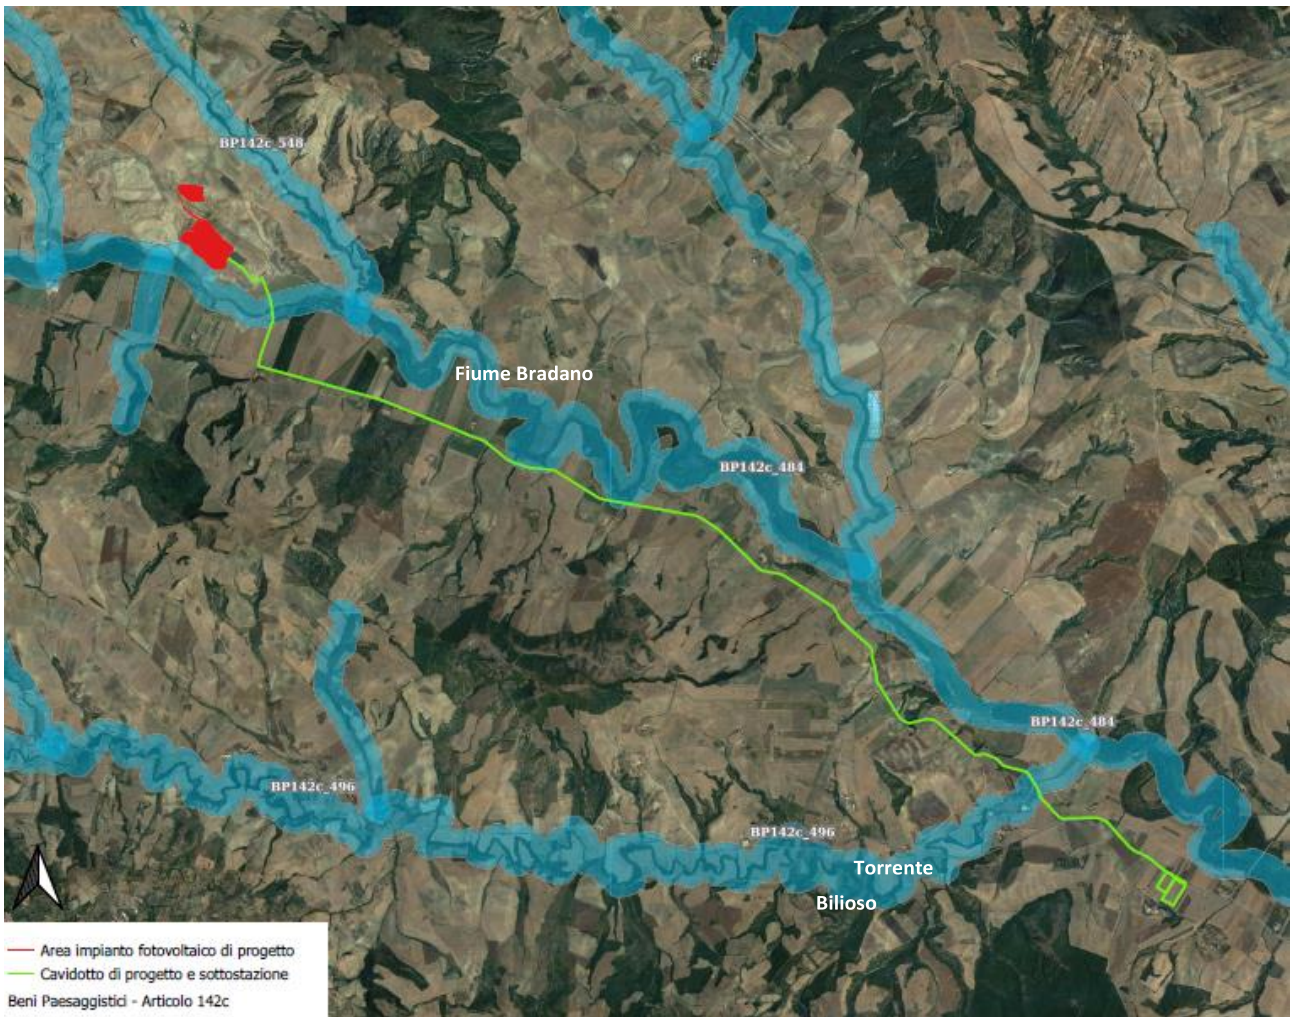 BP142c_548
Fiume Bradano
BP142c_484
BP142c_484
BP142c_496
BP142c_496
Torrente
Bilioso
Area impianto fotovoltaico di progetto
Cavidotto di progetto e sottostazione
Beni Paesaggistici - Articolo 142c